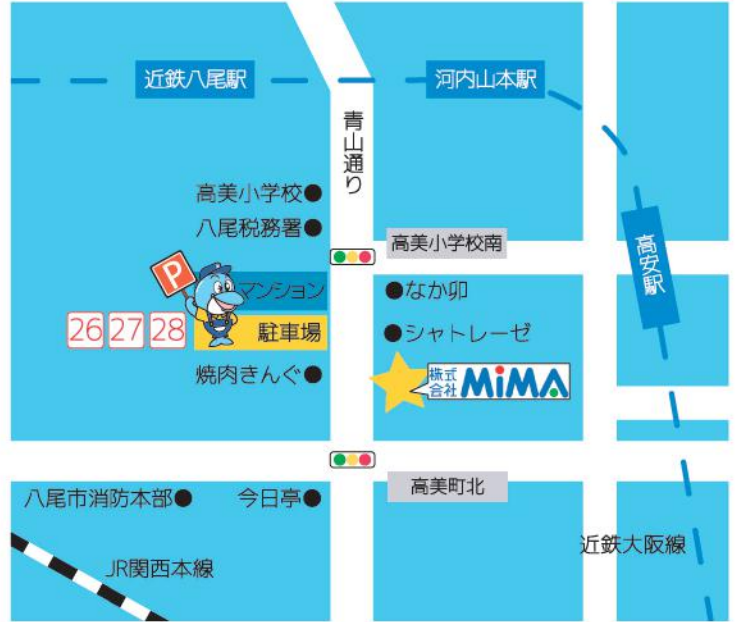 近鉄八尾駅
河内山本駅
青山通り
高美小学校●
八尾税務署●
高美小学校南
高安駅
P
マンション
●なか卯
26 27 28
駐車場
●シャトレーゼ
焼肉きんぐ●
株式会社 MiMA
高美町北
八尾市消防本部●
今日亭●
近鉄大阪線
JR関西本線